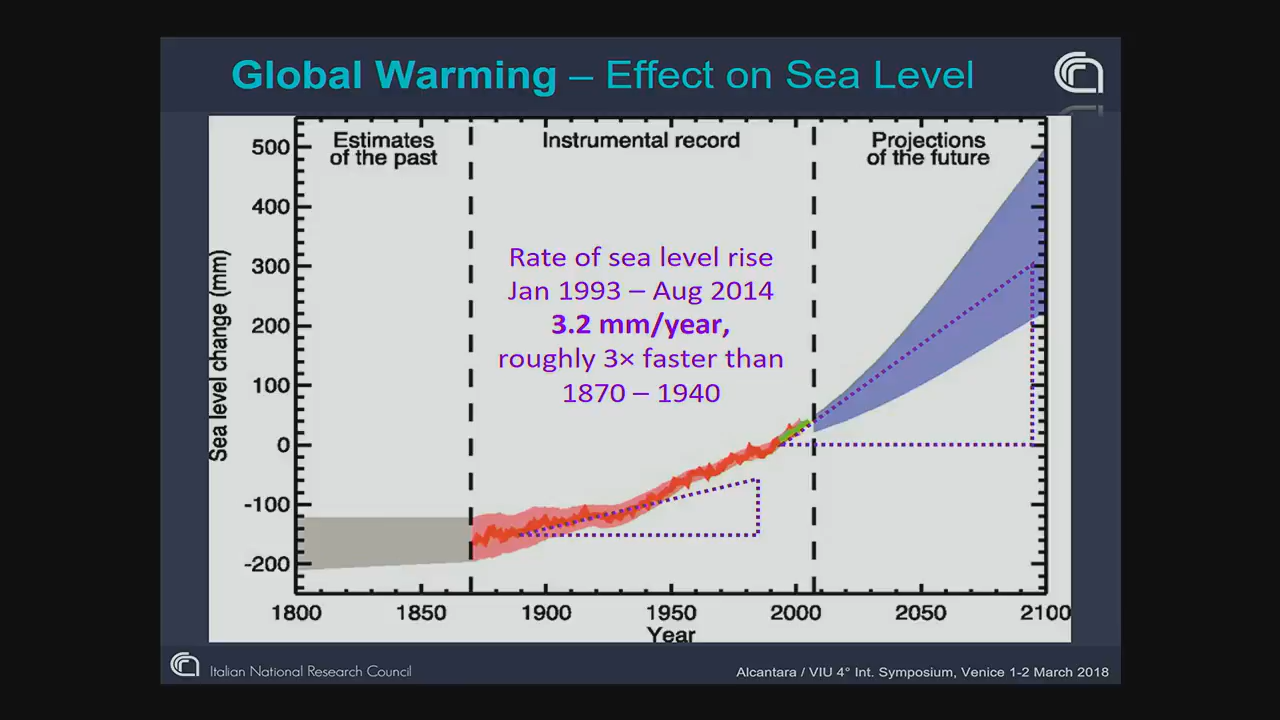 Global Warming – Effect on Sea Level
Estimates
of the past
Instrumental record
Projections
of the future
500
400
300
200
100
0
-100
-200
Sea level change (mm)
Rate of sea level rise
Jan 1993 – Aug 2014
3.2 mm/year,
roughly 3× faster than
1870 – 1940
1800 1850 1900 1950 2000 2050 2100
Year
Italian National Research Council
Alcantara / VIU 4° Int. Symposium, Venice 1-2 March 2018